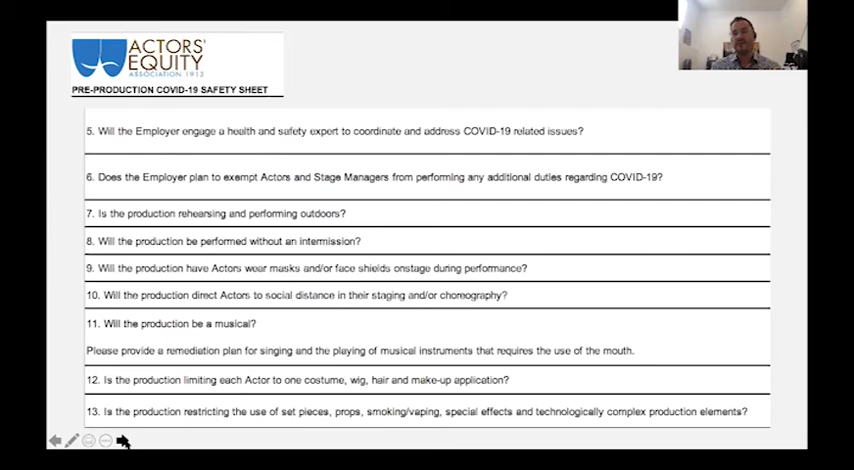 ACTORS'
EQUITY
ASSOCIATION 1913
PRE-PRODUCTION COVID-19 SAFETY SHEET
5. Will the Employer engage a health and safety expert to coordinate and address COVID-19 related issues?
6. Does the Employer plan to exempt Actors and Stage Managers from performing any additional duties regarding COVID-19?
7. Is the production rehearsing and performing outdoors?
8. Will the production be performed without an intermission?
9. Will the production have Actors wear masks and/or face shields onstage during performance?
10. Will the production direct Actors to social distance in their staging and/or choreography?
11. Will the production be a musical?
Please provide a remediation plan for singing and the playing of musical instruments that requires the use of the mouth.
12. Is the production limiting each Actor to one costume, wig, hair and make-up application?
13. Is the production restricting the use of set pieces, props, smoking/vaping, special effects and technologically complex production elements?